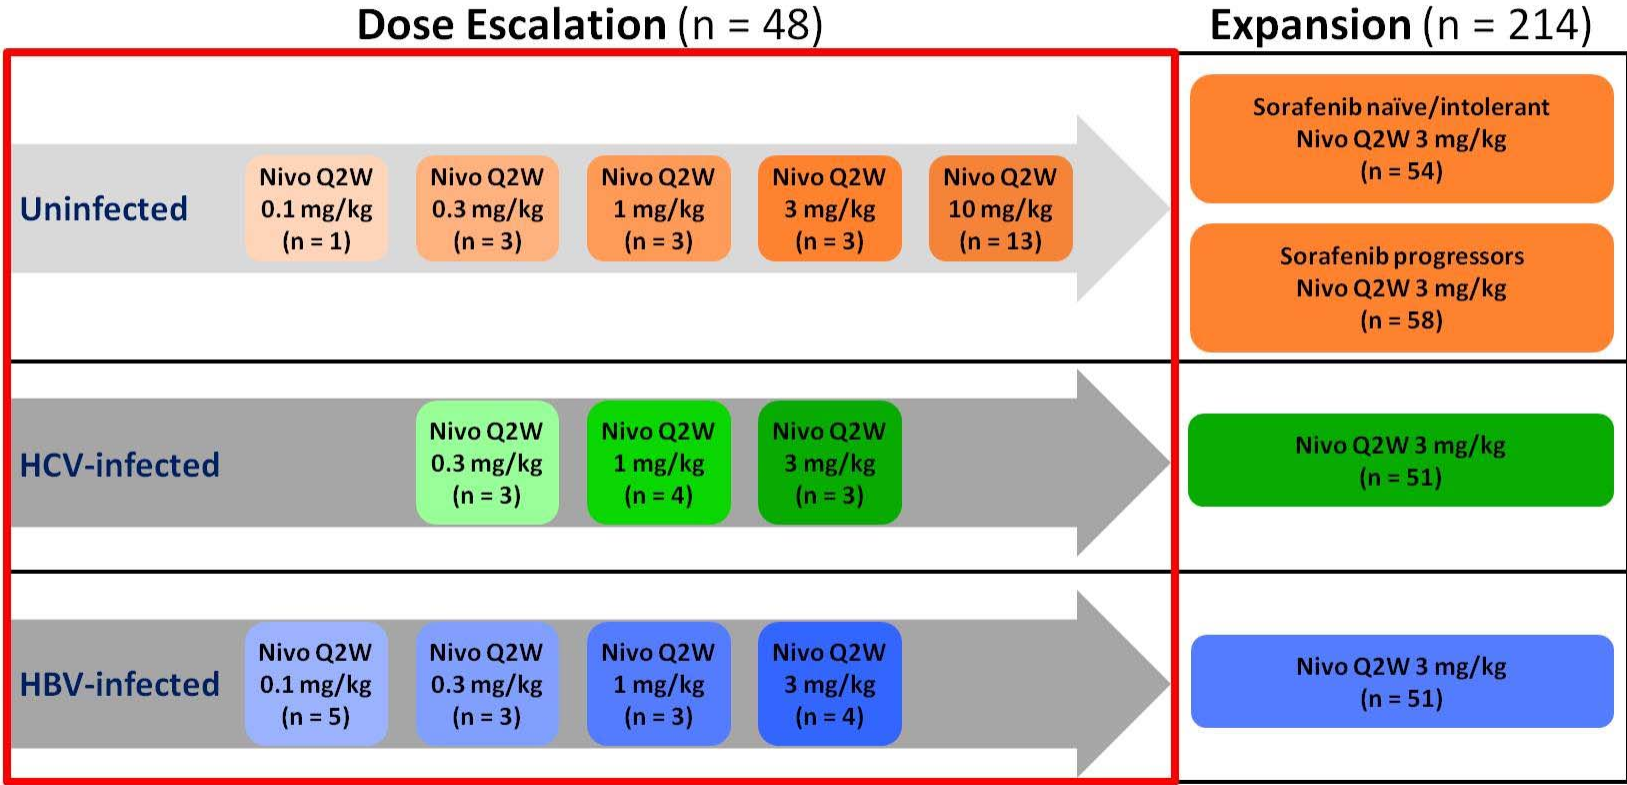 Dose Escalation (n = 48)
Expansion (n = 214)
Uninfected
Nivo Q2W
0.1 mg/kg
(n = 1)
Nivo Q2W
0.3 mg/kg
(n = 3)
Nivo Q2W
1 mg/kg
(n = 3)
Nivo Q2W
3 mg/kg
(n = 3)
Nivo Q2W
10 mg/kg
(n = 13)
Sorafenib naïve/intolerant
Nivo Q2W 3 mg/kg
(n = 54)
Sorafenib progressors
Nivo Q2W 3 mg/kg
(n = 58)
HCV-infected
Nivo Q2W
0.3 mg/kg
(n = 3)
Nivo Q2W
1 mg/kg
(n = 4)
Nivo Q2W
3 mg/kg
(n = 3)
Nivo Q2W 3 mg/kg
(n = 51)
HBV-infected
Nivo Q2W
0.1 mg/kg
(n = 5)
Nivo Q2W
0.3 mg/kg
(n = 3)
Nivo Q2W
1 mg/kg
(n = 3)
Nivo Q2W
3 mg/kg
(n = 4)
Nivo Q2W 3 mg/kg
(n = 51)